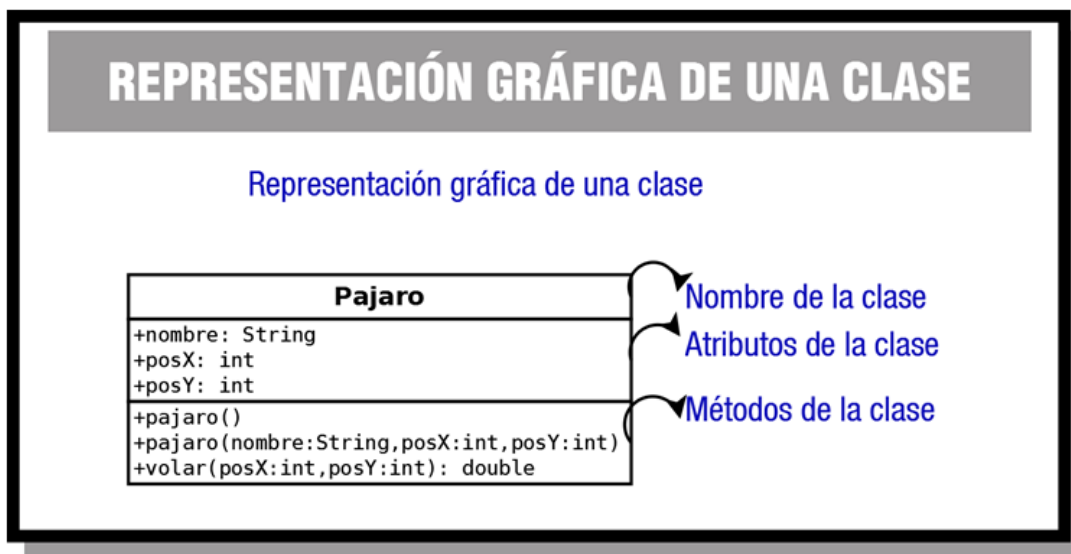 REPRESENTACIÓN GRÁFICA DE UNA CLASE
Representación gráfica de una clase
Pajaro
Nombre de la clase
+nombre: String
+posX: int
+posY: int
Atributos de la clase
+pajaro()
+pajaro(nombre:String,posX:int,posY:int)
+volar(posX:int,posY:int): double
Métodos de la clase